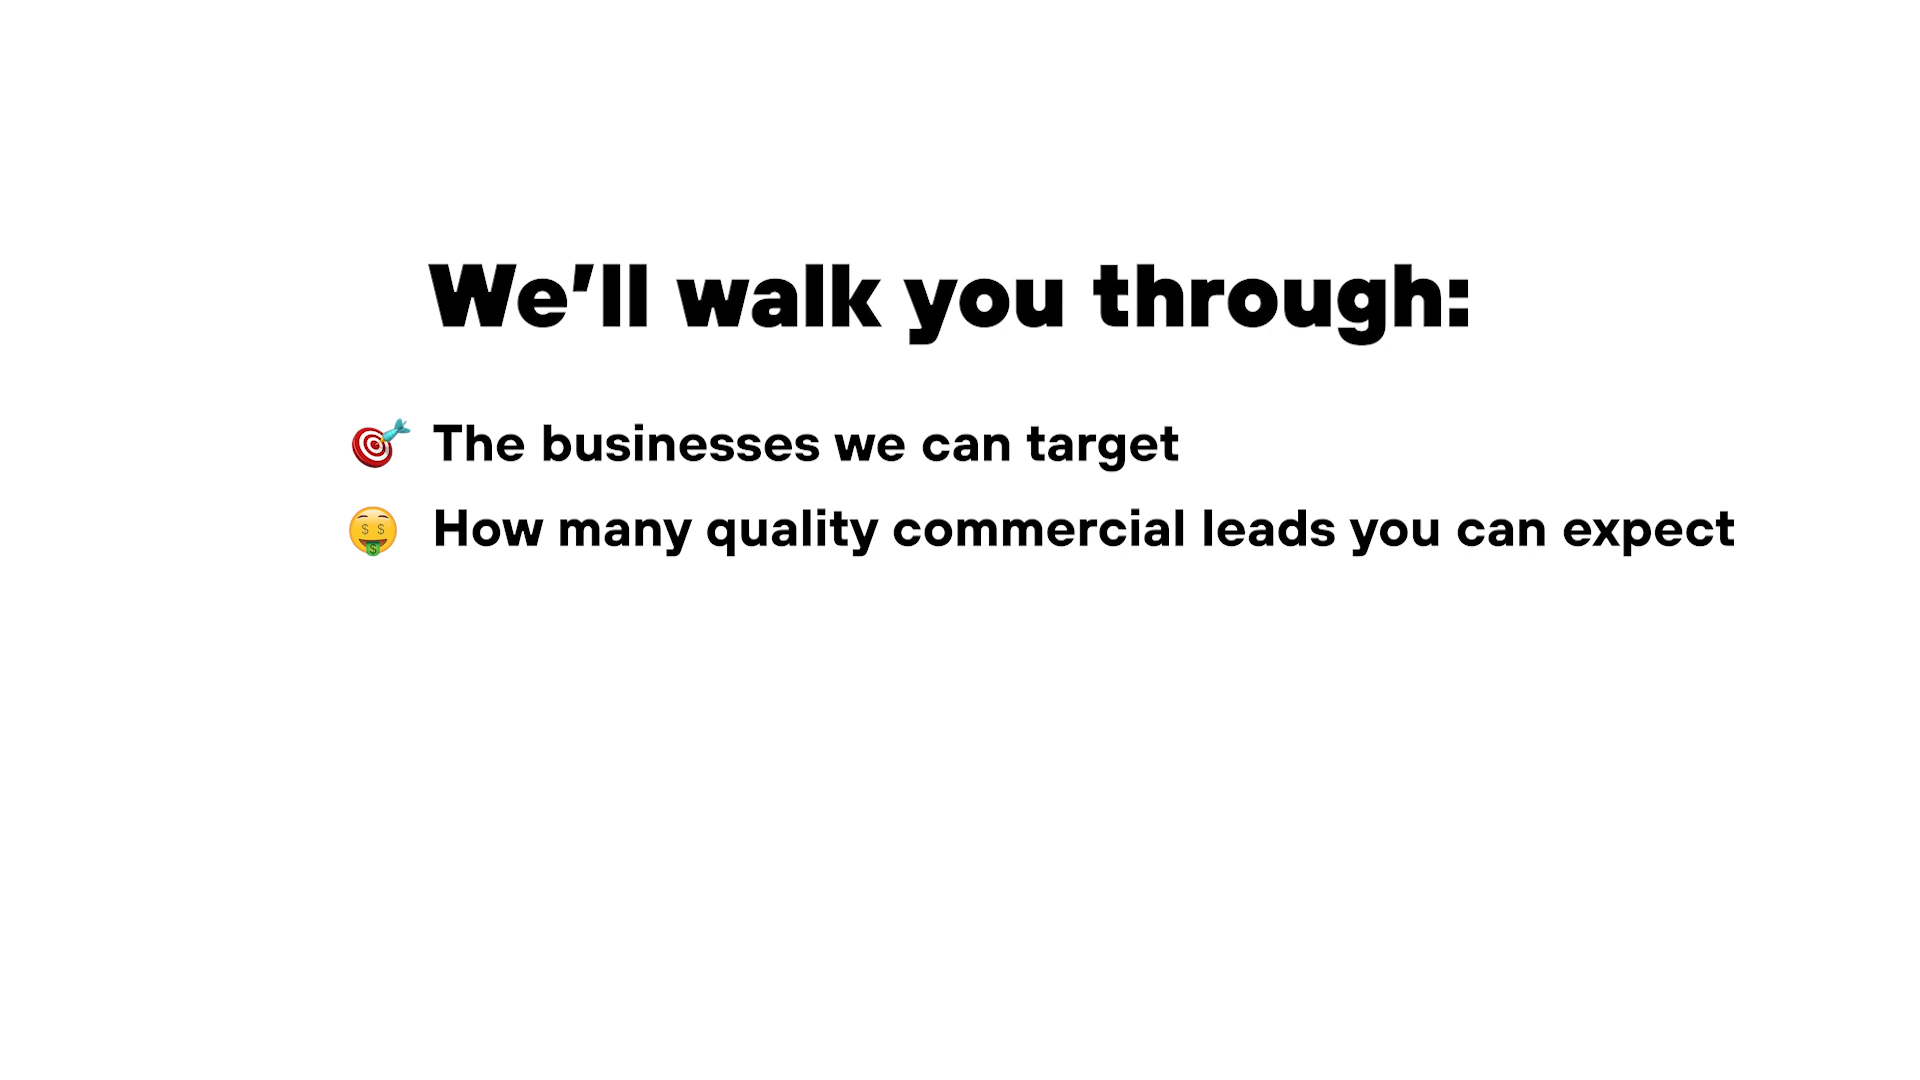 We’ll walk you through:
🎯 The businesses we can target
🤑 How many quality commercial leads you can expect